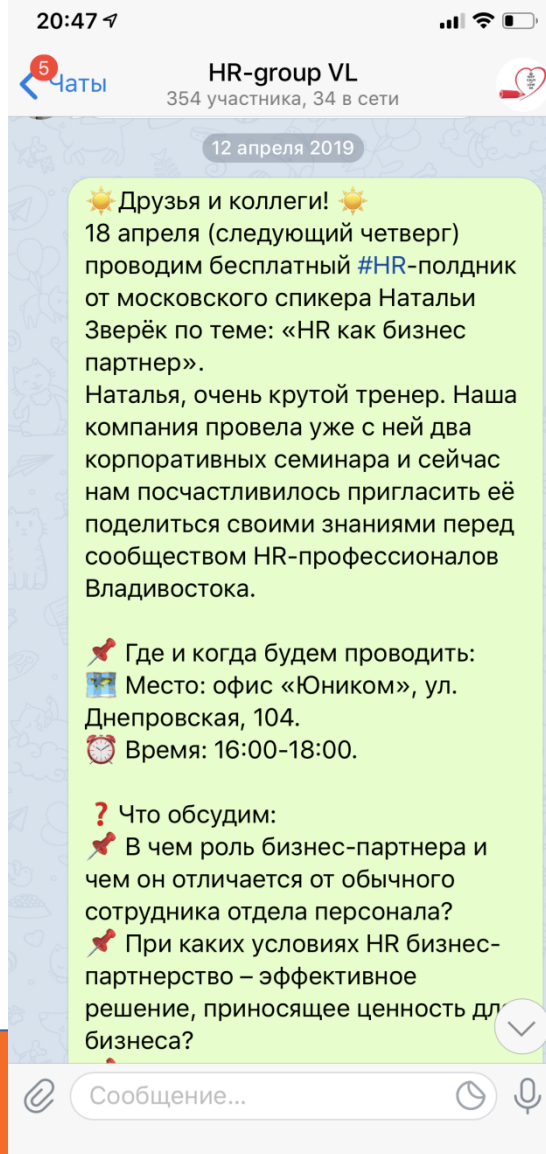 20:47
5
Чаты
HR-group VL
354 участника, 34 в сети
12 апреля 2019
Друзья и коллеги!
18 апреля (следующий четверг)
проводим бесплатный #HR-полдник
от московского спикера Натальи
Зверёк по теме: «HR как бизнес
партнер».
Наталья, очень крутой тренер. Наша
компания провела уже с ней два
корпоративных семинара и сейчас
нам посчастливилось пригласить её
поделиться своими знаниями перед
сообществом HR-профессионалов
Владивостока.
Где и когда будем проводить:
Место: офис «Юником», ул.
Днепровская, 104.
Время: 16:00-18:00.
❓ Что обсудим:
В чем роль бизнес-партнера и
чем он отличается от обычного
сотрудника отдела персонала?
При каких условиях HR бизнес-
партнерство – эффективное
решение, приносящее ценность для
бизнеса?
Сообщение...